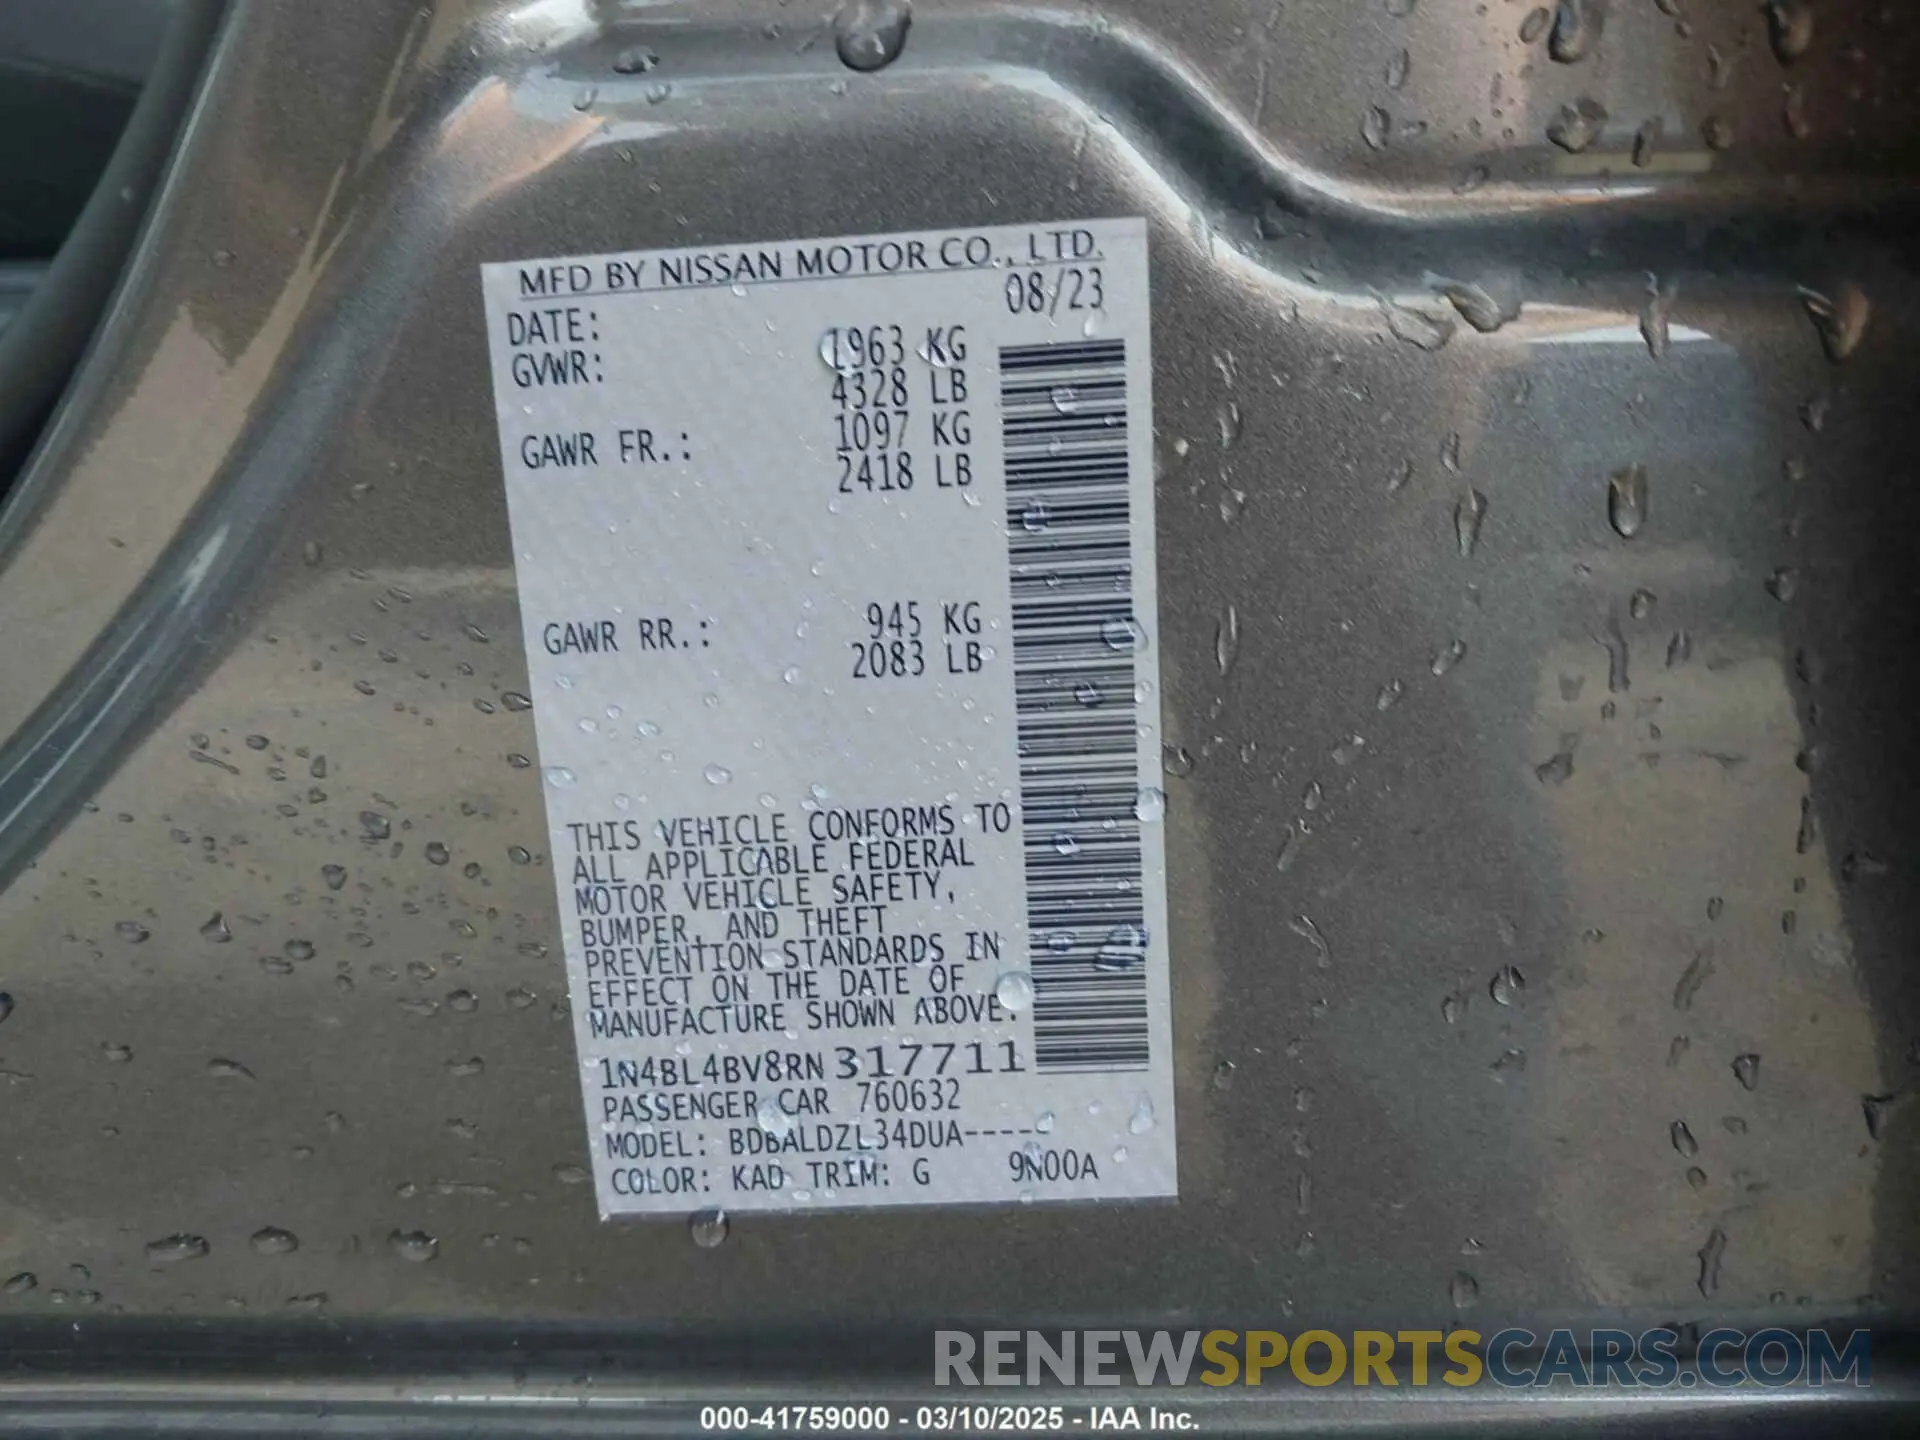 MFD BY NISSAN MOTOR CO., LTD.
DATE: 08/23
GVWR: 1963 KG
4328 LB
GAWR FR.: 1097 KG
2418 LB
GAWR RR.: 945 KG
2083 LB
THIS VEHICLE CONFORMS TO
ALL APPLICABLE FEDERAL
MOTOR VEHICLE SAFETY,
BUMPER, AND THEFT
PREVENTION STANDARDS IN
EFFECT ON THE DATE OF
MANUFACTURE SHOWN ABOVE.
1N4BL4BV8RN317711
PASSENGER CAR 760632
MODEL: BDBALDZL34DUA-----
COLOR: KAD TRIM: G 9N00A
RENEWSPORTSCARS.COM
000-41759000 - 03/10/2025 - IAA Inc.